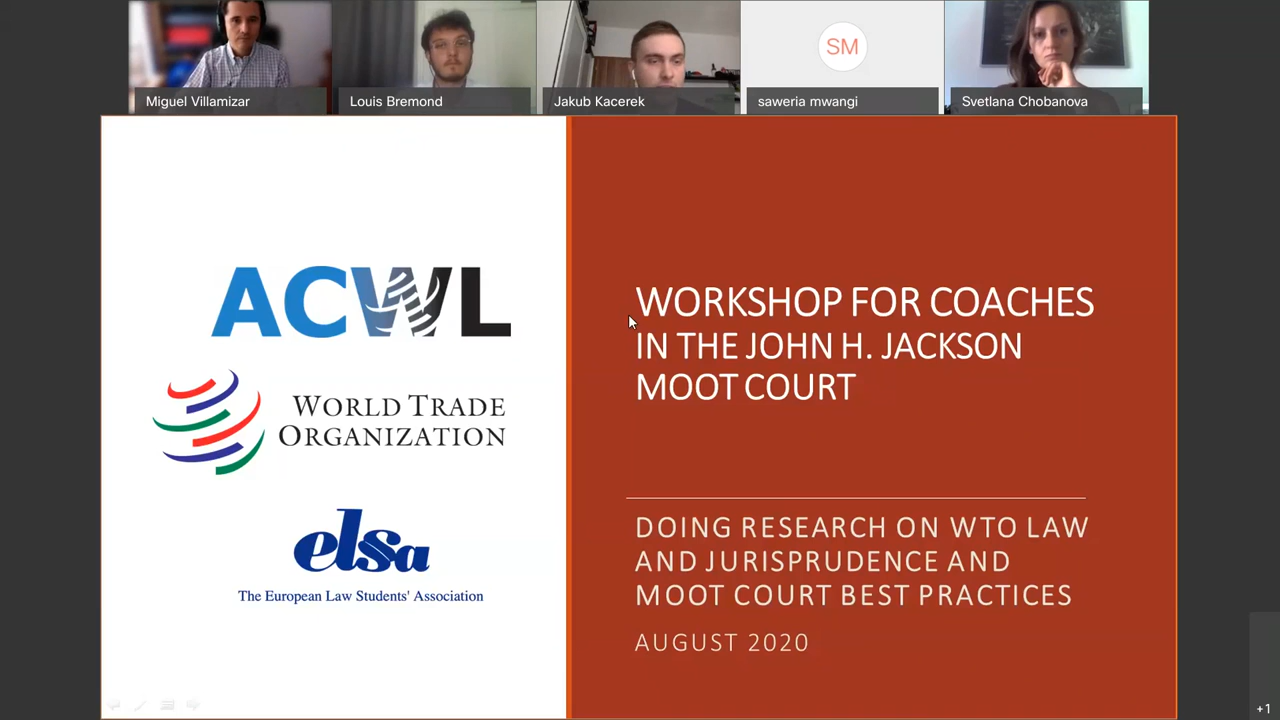 Miguel Villamizar
Louis Bremond
Jakub Kacerek
SM
saweria mwangi
Svetlana Chobanova
ACWL
WORLD TRADE
ORGANIZATION
elsa
The European Law Students' Association
WORKSHOP FOR COACHES
IN THE JOHN H. JACKSON
MOOT COURT
DOING RESEARCH ON WTO LAW
AND JURISPRUDENCE AND
MOOT COURT BEST PRACTICES
AUGUST 2020
+1